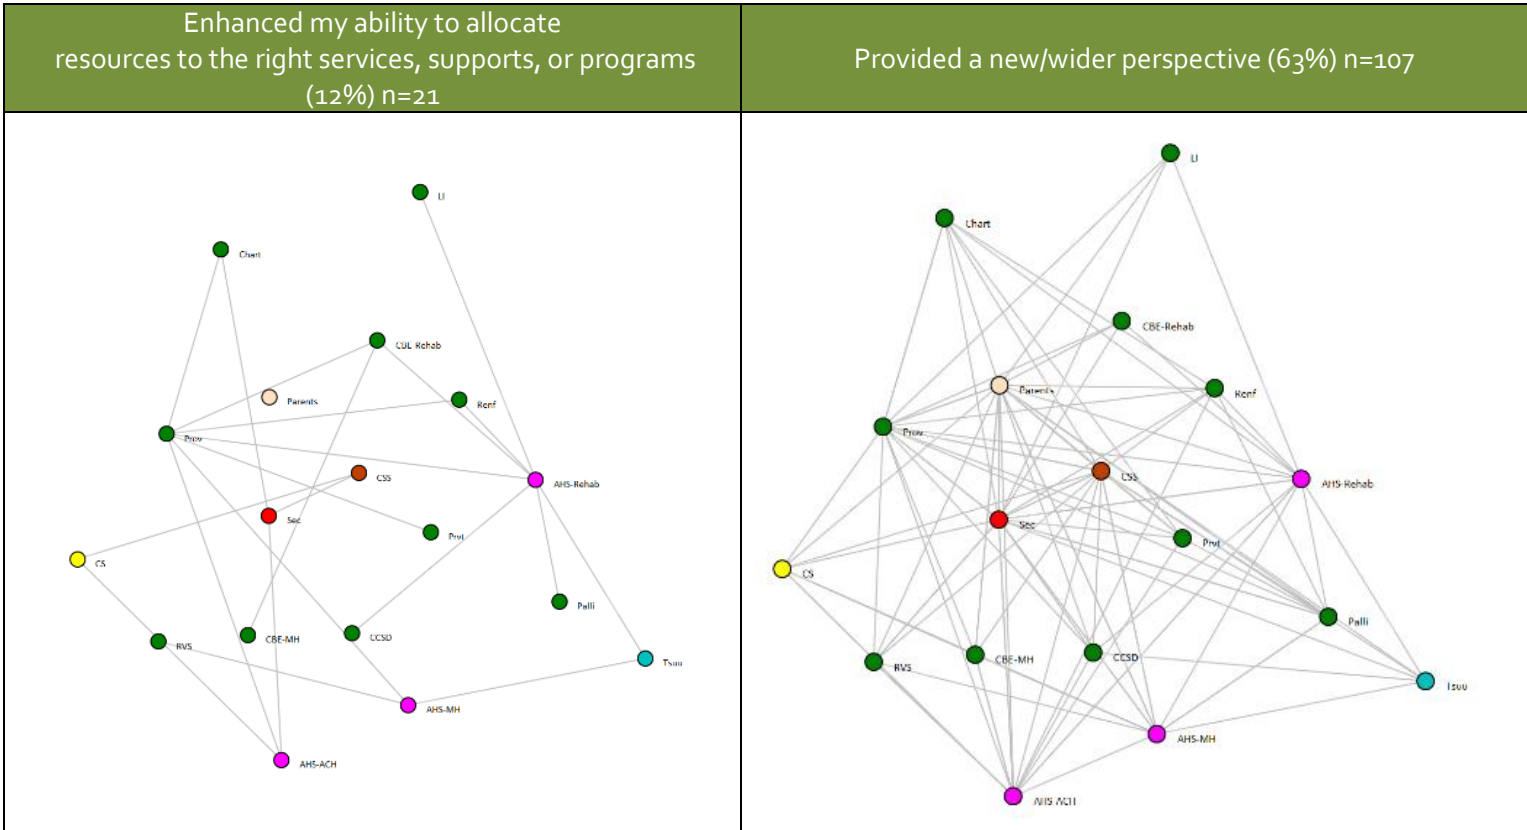 Enhanced my ability to allocate
resources to the right services, supports, or programs
(12%) n=21
Provided a new/wider perspective (63%) n=107
LI
Chart
CBE-Rehab
Parents
Renf
Prov
CSS
AHS-Rehab
Sec
Prvt
CS
Palli
CBE-MH
CCSD
RVS
Tsuu
AHS-MH
AHS-ACH
LI
Chart
CBE-Rehab
Parents
Renf
Prov
CSS
AHS-Rehab
Sec
Prvt
CS
Palli
CBE-MH
CCSD
RVS
Tsuu
AHS-MH
AHS-ACH